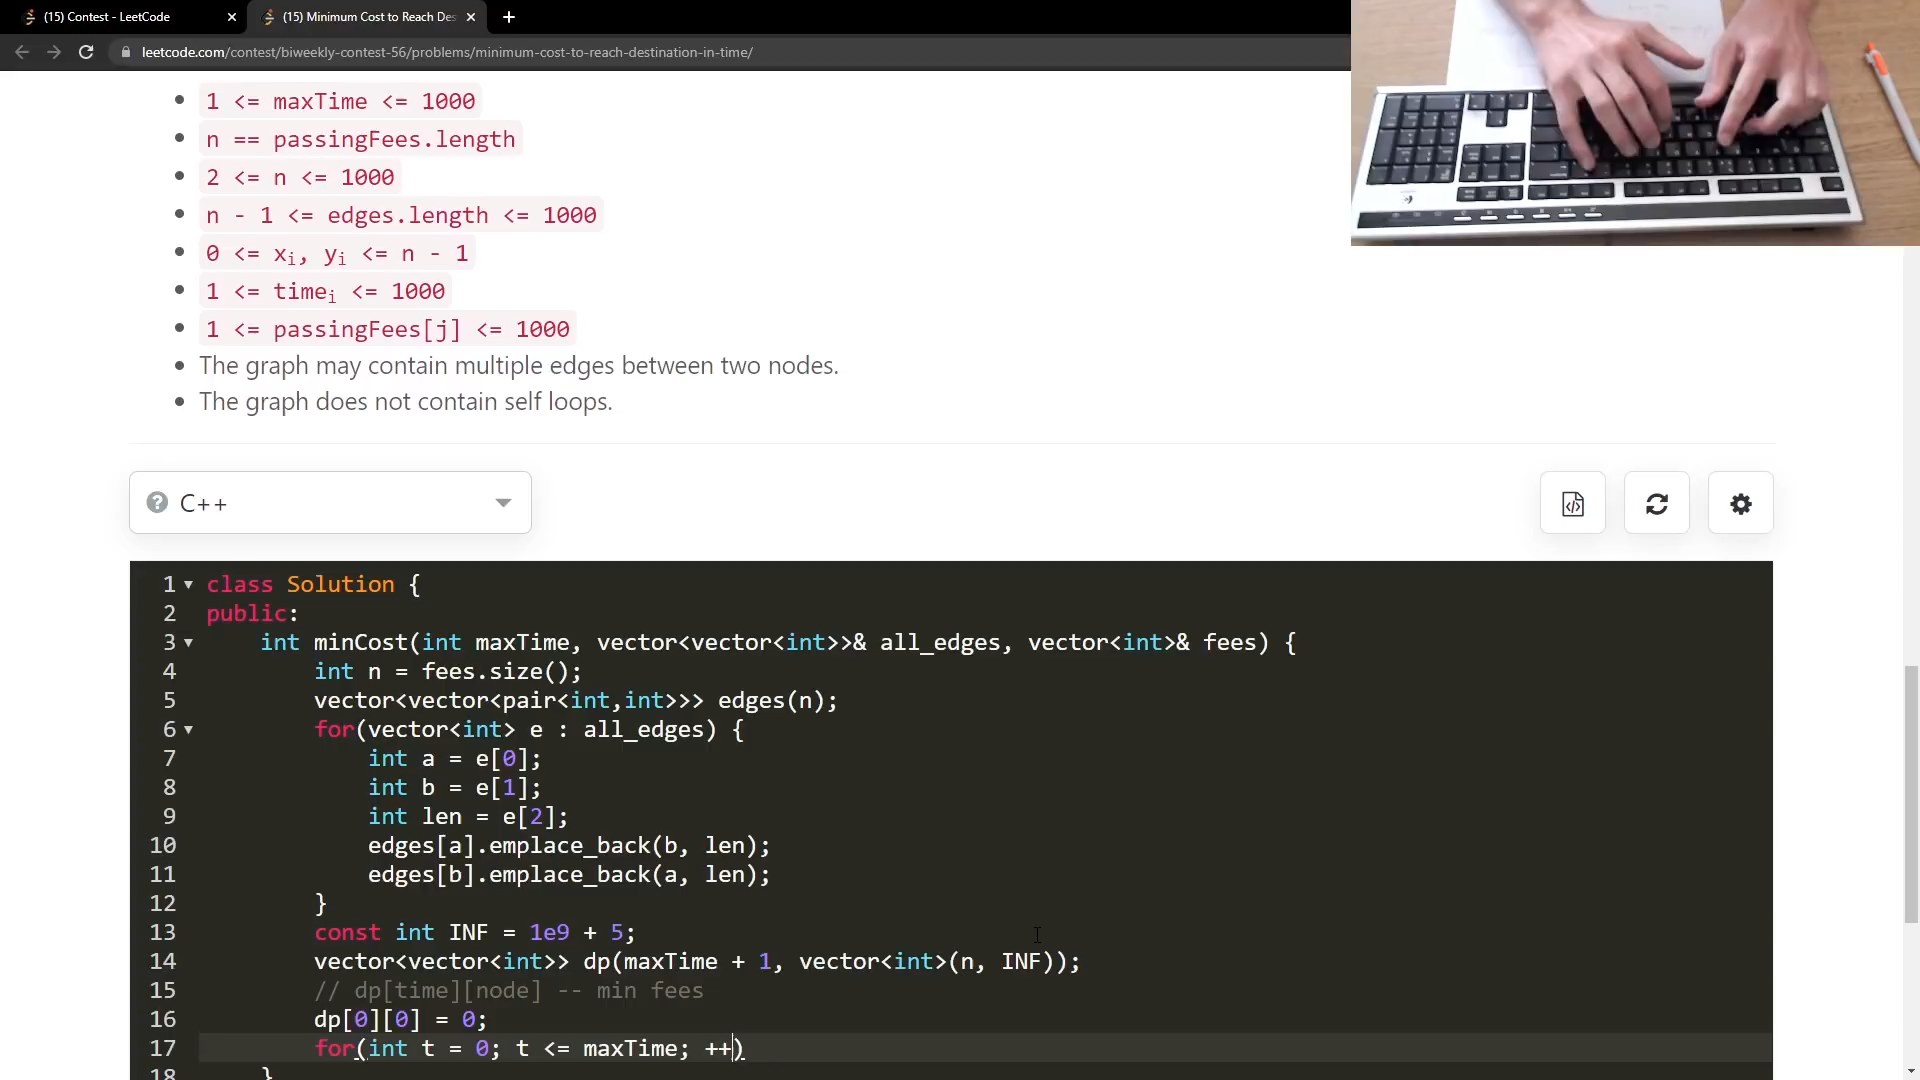 (15) Contest - LeetCode
(15) Minimum Cost to Reach Des
leetcode.com/contest/biweekly-contest-56/problems/minimum-cost-to-reach-destination-in-time/
1 <= maxTime <= 1000
n == passingFees.length
2 <= n <= 1000
n - 1 <= edges.length <= 1000
0 <= xi, yi <= n - 1
1 <= timei <= 1000
1 <= passingFees[j] <= 1000
The graph may contain multiple edges between two nodes.
The graph does not contain self loops.
C++
1 class Solution {
2 public:
3 int minCost(int maxTime, vector<vector<int>>& all_edges, vector<int>& fees) {
4 int n = fees.size();
5 vector<vector<pair<int,int>>> edges(n);
6 for(vector<int> e : all_edges) {
7 int a = e[0];
8 int b = e[1];
9 int len = e[2];
10 edges[a].emplace_back(b, len);
11 edges[b].emplace_back(a, len);
12 }
13 const int INF = 1e9 + 5;
14 vector<vector<int>> dp(maxTime + 1, vector<int>(n, INF));
15 // dp[time][node] -- min fees
16 dp[0][0] = 0;
17 for(int t = 0; t <= maxTime; ++)
18 }